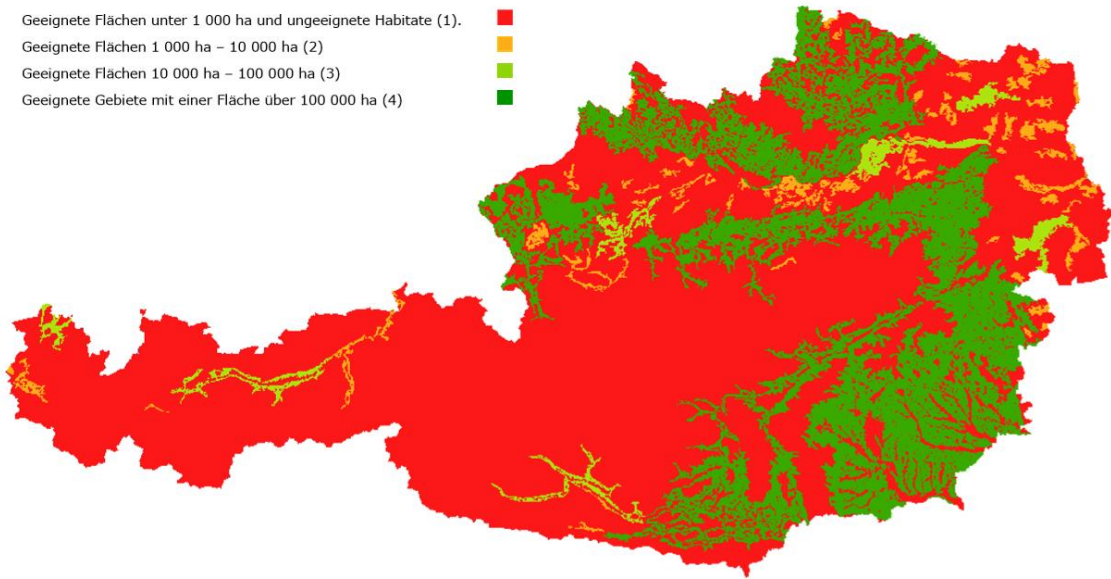 Geeignete Flächen unter 1 000 ha und ungeeignete Habitate (1).
Geeignete Flächen 1 000 ha – 10 000 ha (2)
Geeignete Flächen 10 000 ha – 100 000 ha (3)
Geeignete Gebiete mit einer Fläche über 100 000 ha (4)